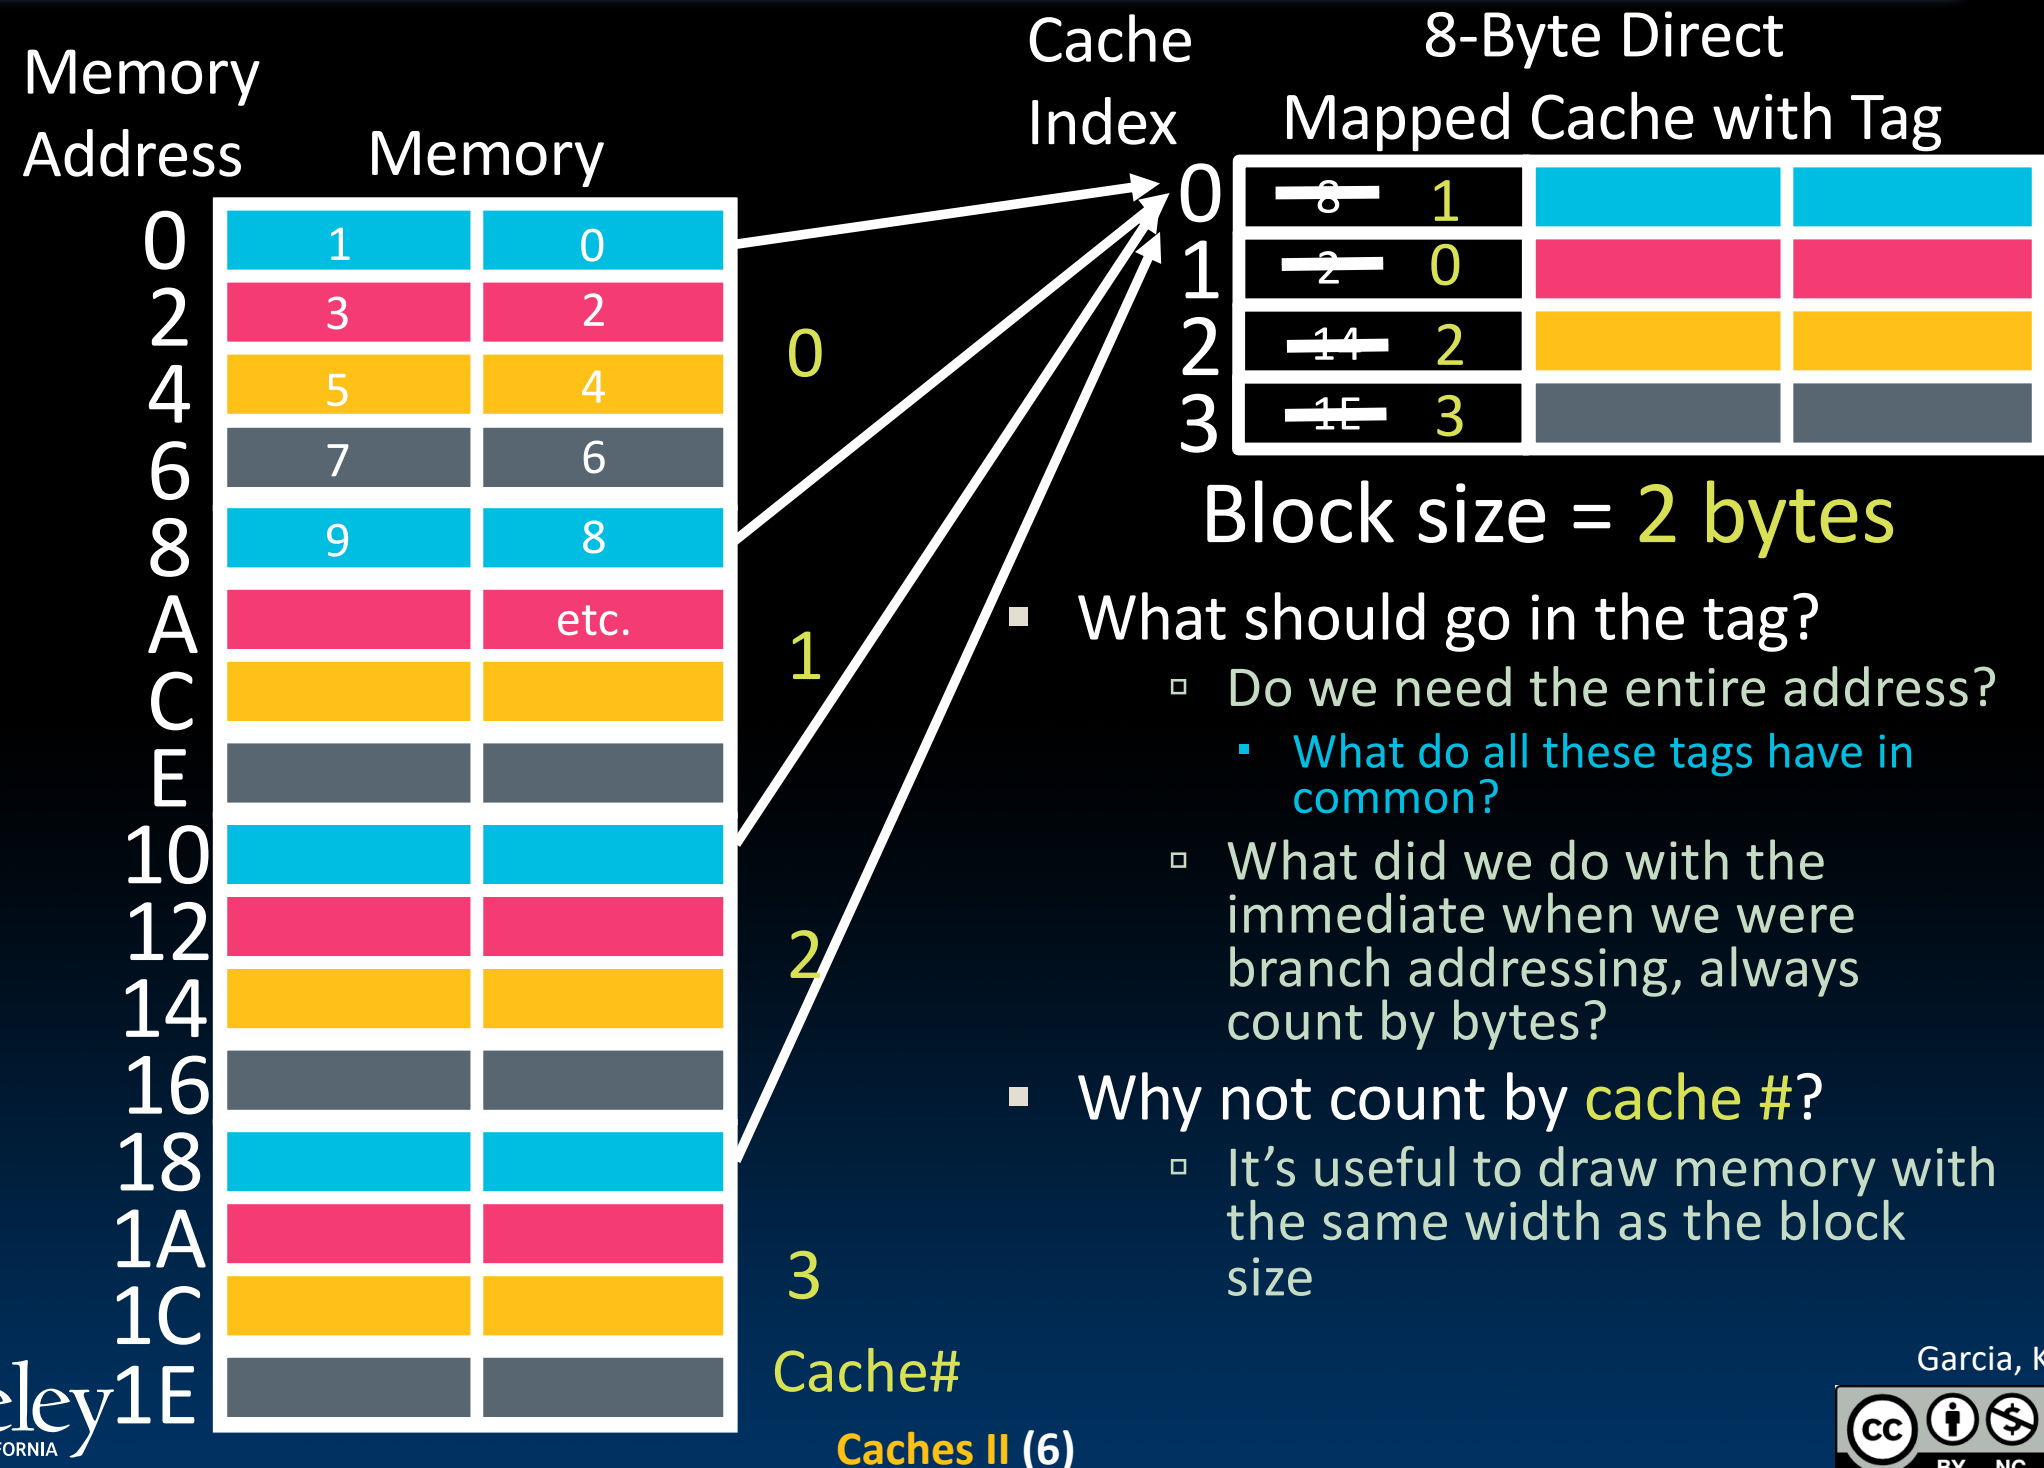 Memory
Address
Memory
0
2
4
6
8
A
C
E
10
12
14
16
18
1A
1C
1E
1 0
3 2
5 4
7 6
9 8
etc.
0
1
2
3
Cache#
Cache
Index
8-Byte Direct
Mapped Cache with Tag
0 8 1
1 2 0
2 14 2
3 1E 3
Block size = 2 bytes
What should go in the tag?
Do we need the entire address?
What do all these tags have in
common?
What did we do with the
immediate when we were
branch addressing, always
count by bytes?
Why not count by cache #?
It’s useful to draw memory with
the same width as the block
size
Garcia, K
eley
FORNIA
Caches II (6)
cc
BY NC